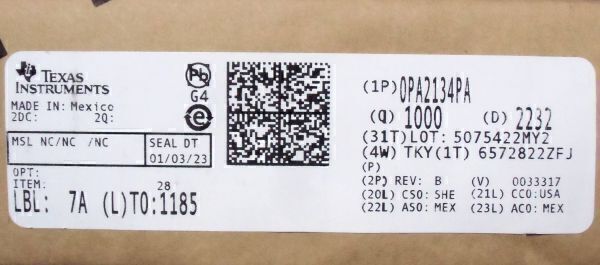 TEXAS
INSTRUMENTS
MADE IN: Mexico
2DC: 2Q:
Pb
G4
e
MSL NC/NC /NC
SEAL DT
01/03/23
OPT:
ITEM: 28
LBL: 7A (L)TO:1185
(1P) OPA2134PA
(Q) 1000 (D) 2232
(31T) LOT: 5075422MY2
(4W) TKY(1T) 6572822ZFJ
(P)
(2P) REV: B (V) 0033317
(20L) CSO: SHE (21L) CCO:USA
(22L) ASO: MEX (23L) ACO: MEX